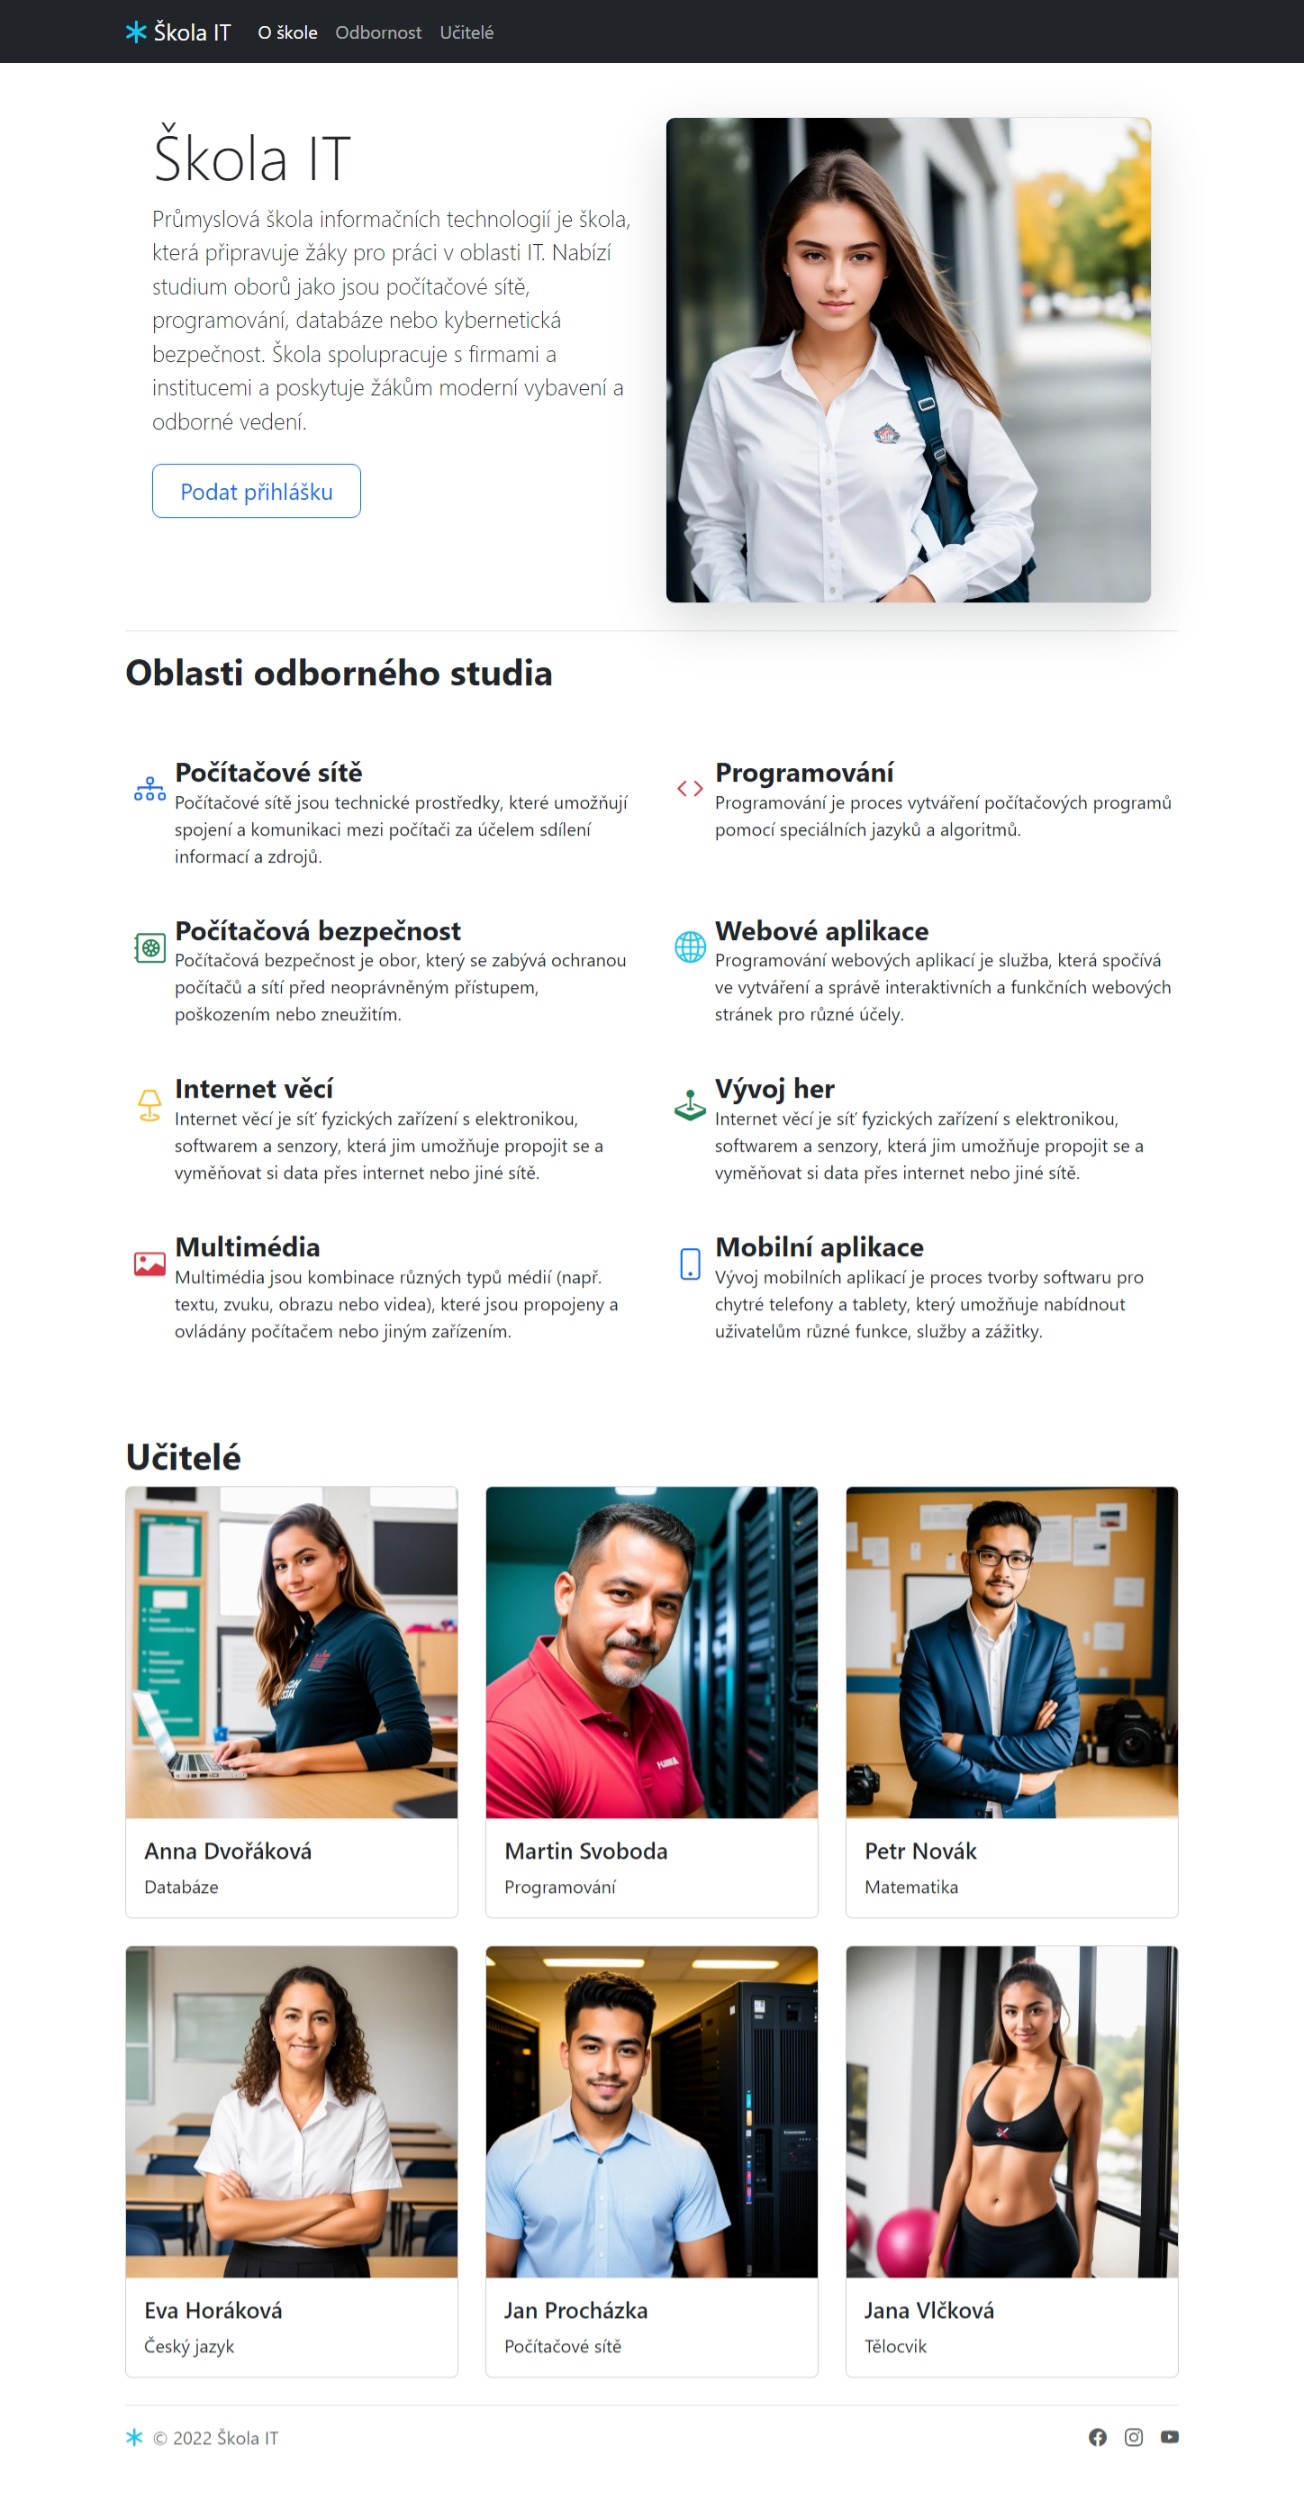 Škola IT O škole Odbornost Učitelé
Škola IT
Průmyslová škola informačních technologií je škola,
která připravuje žáky pro práci v oblasti IT. Nabízí
studium oborů jako jsou počítačové sítě,
programování, databáze nebo kybernetická
bezpečnost. Škola spolupracuje s firmami a
institucemi a poskytuje žákům moderní vybavení a
odborné vedení.
Podat přihlášku
Oblasti odborného studia
Počítačové sítě
Počítačové sítě jsou technické prostředky, které umožňují
spojení a komunikaci mezi počítači za účelem sdílení
informací a zdrojů.
Programování
Programování je proces vytváření počítačových programů
pomocí speciálních jazyků a algoritmů.
Počítačová bezpečnost
Počítačová bezpečnost je obor, který se zabývá ochranou
počítačů a sítí před neoprávněným přístupem,
poškozením nebo zneužitím.
Webové aplikace
Programování webových aplikací je služba, která spočívá
ve vytváření a správě interaktivních a funkčních webových
stránek pro různé účely.
Internet věcí
Internet věcí je síť fyzických zařízení s elektronikou,
softwarem a senzory, která jim umožňuje propojit se a
vyměňovat si data přes internet nebo jiné sítě.
Vývoj her
Internet věcí je síť fyzických zařízení s elektronikou,
softwarem a senzory, která jim umožňuje propojit se a
vyměňovat si data přes internet nebo jiné sítě.
Multimédia
Multimédia jsou kombinace různých typů médií (např.
textu, zvuku, obrazu nebo videa), které jsou propojeny a
ovládány počítačem nebo jiným zařízením.
Mobilní aplikace
Vývoj mobilních aplikací je proces tvorby softwaru pro
chytré telefony a tablety, který umožňuje nabídnout
uživatelům různé funkce, služby a zážitky.
Učitelé
Anna Dvořáková
Databáze
Martin Svoboda
Programování
Petr Novák
Matematika
Eva Horáková
Český jazyk
Jan Procházka
Počítačové sítě
Jana Vlčková
Tělocvik
© 2022 Škola IT